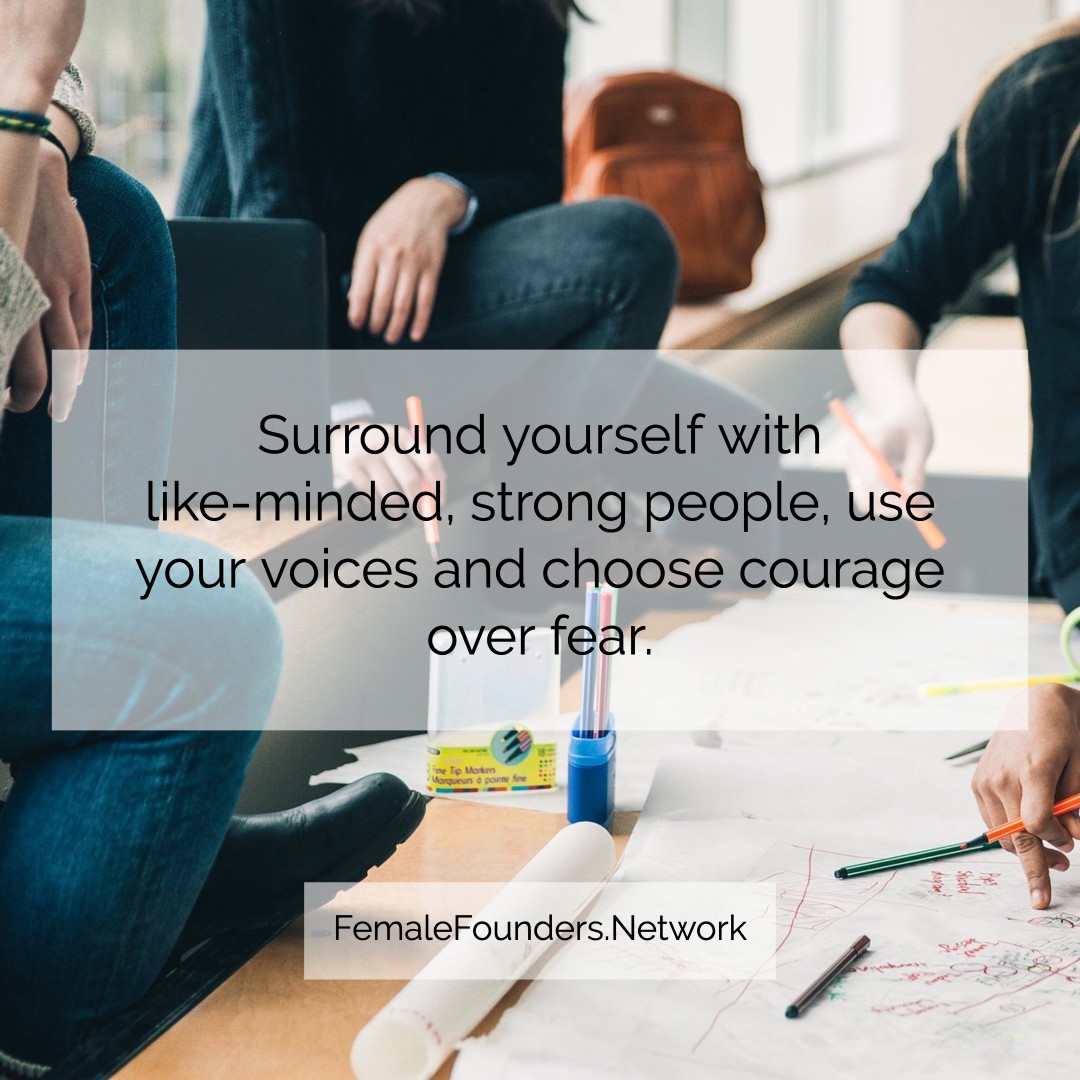 Surround yourself with
like-minded, strong people, use
your voices and choose courage
over fear.
Fine Tip Markers
Marqueurs à pointe fine
FemaleFounders.Network